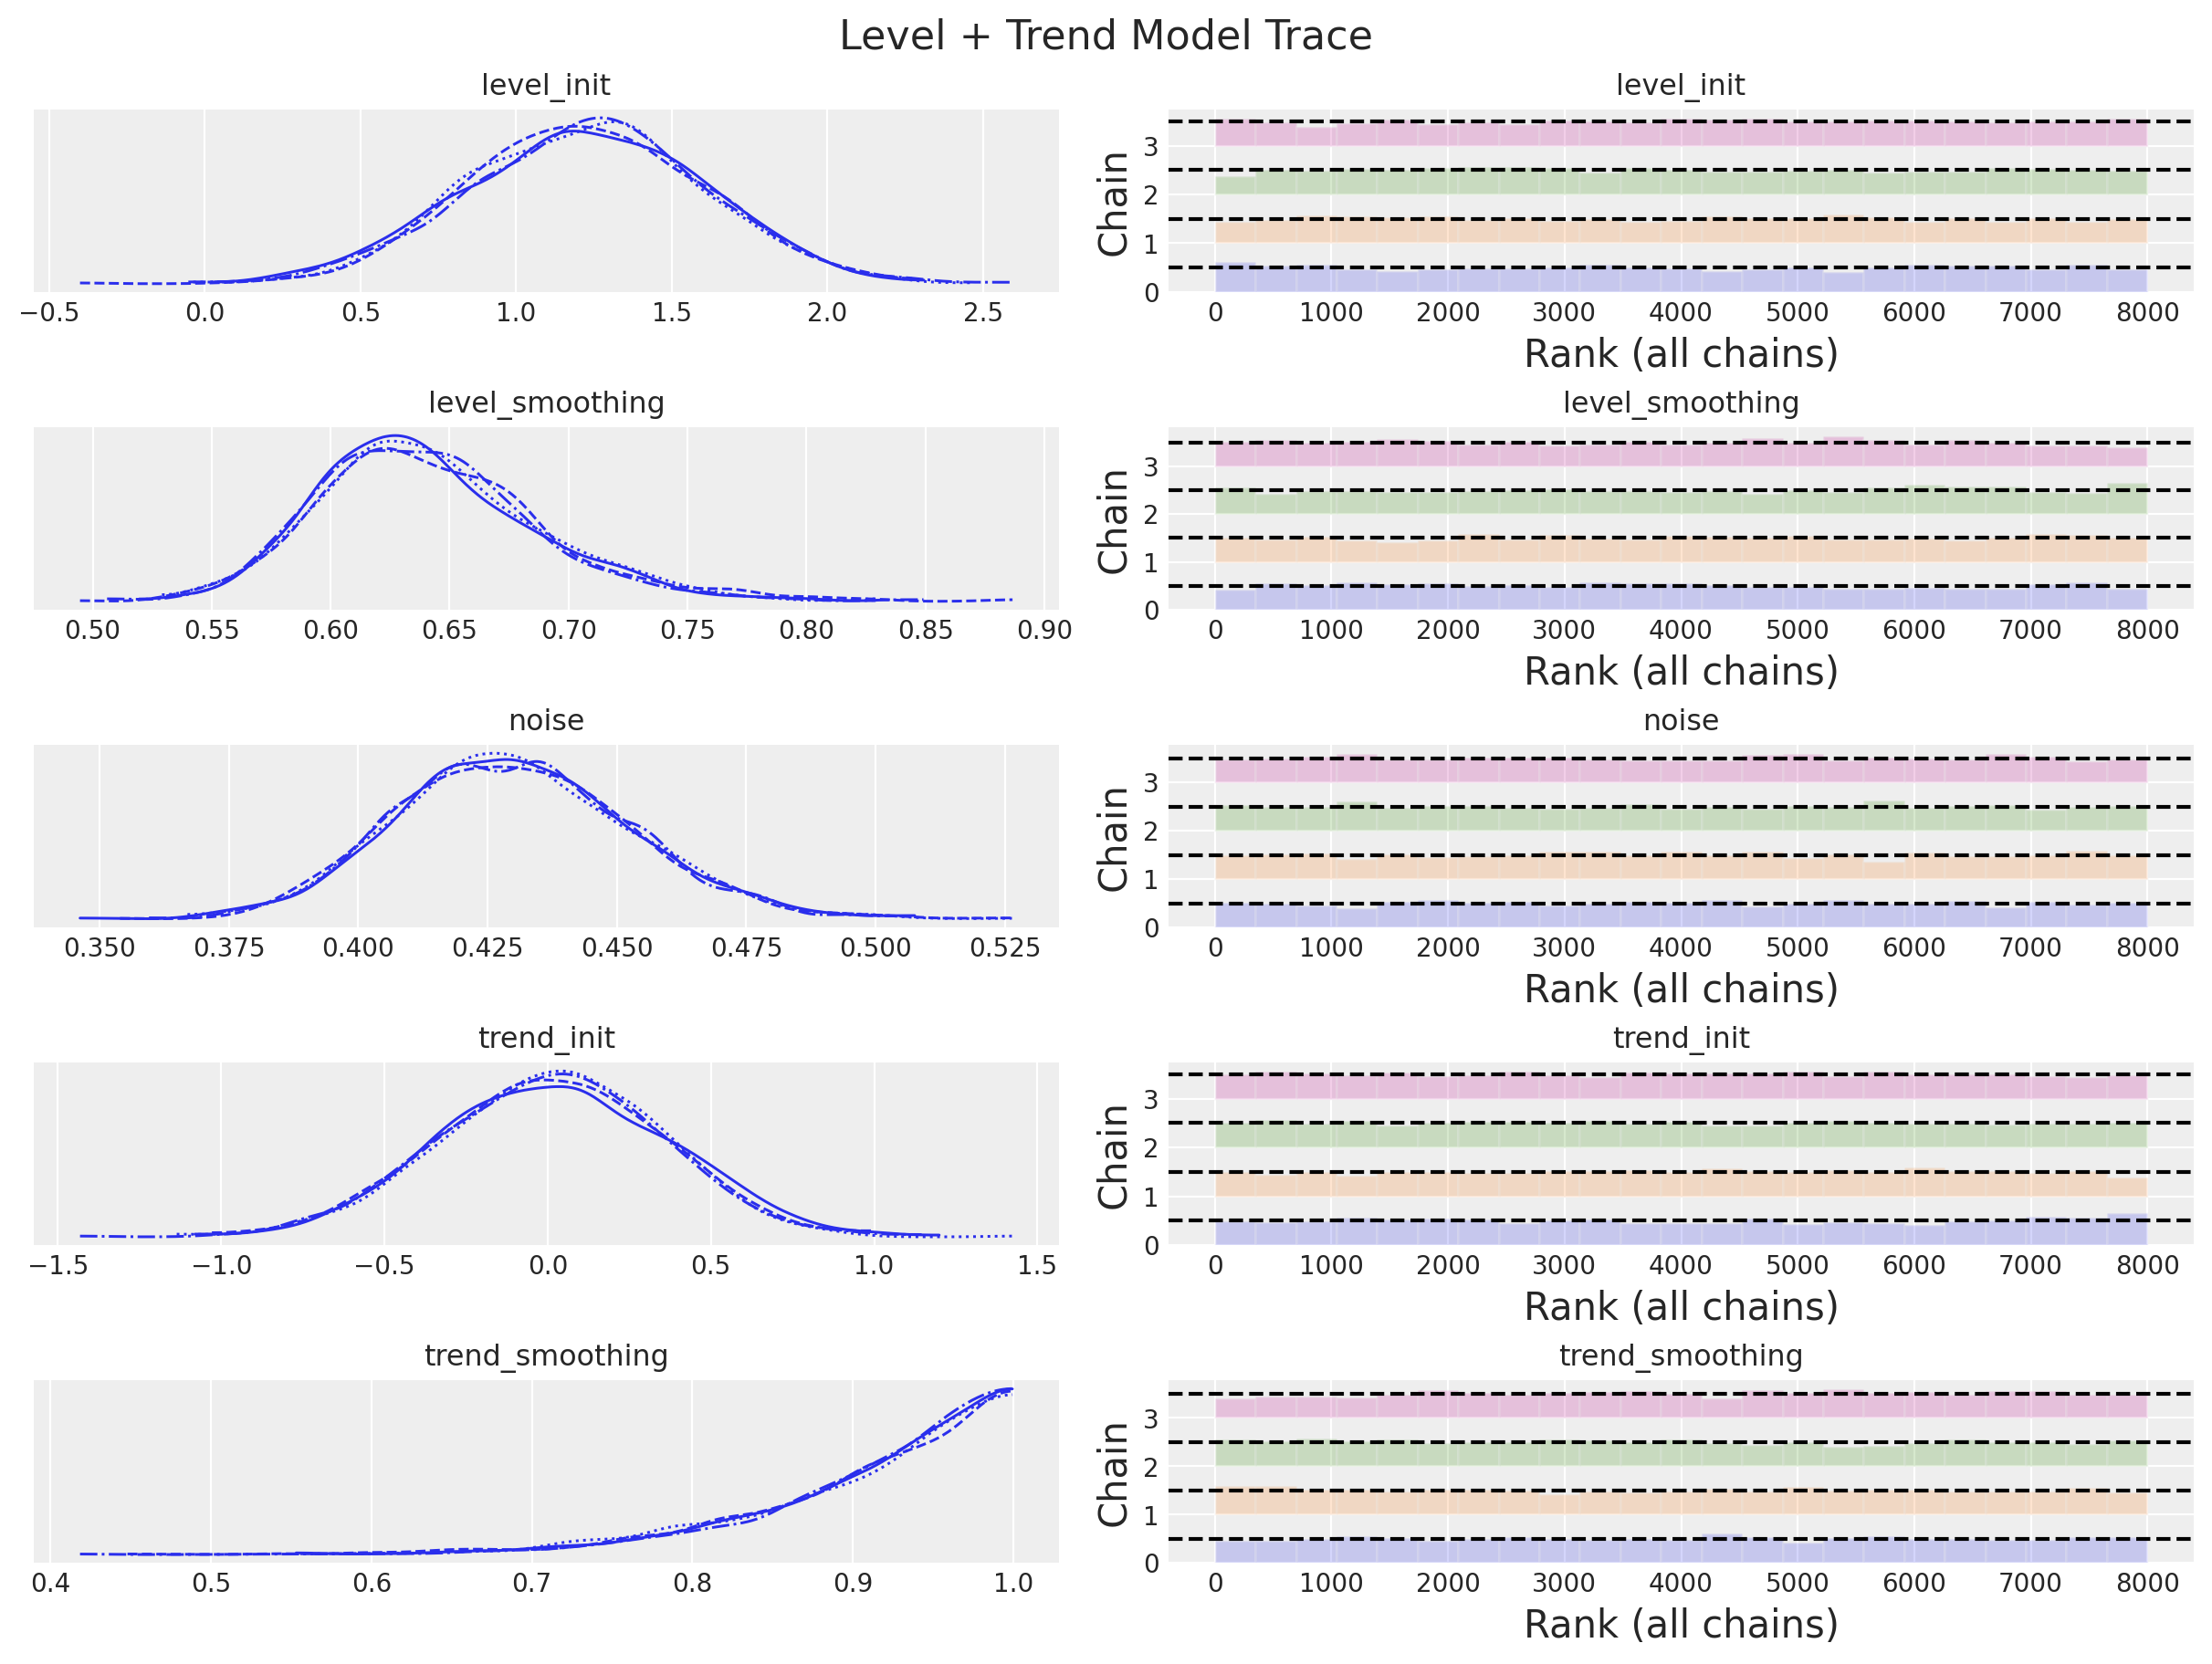 Level + Trend Model Trace
level_init
−0.5 0.0 0.5 1.0 1.5 2.0 2.5
level_init
Chain
3
2
1
0
0 1000 2000 3000 4000 5000 6000 7000 8000
Rank (all chains)
level_smoothing
0.50 0.55 0.60 0.65 0.70 0.75 0.80 0.85 0.90
level_smoothing
Chain
3
2
1
0
0 1000 2000 3000 4000 5000 6000 7000 8000
Rank (all chains)
noise
0.350 0.375 0.400 0.425 0.450 0.475 0.500 0.525
noise
Chain
3
2
1
0
0 1000 2000 3000 4000 5000 6000 7000 8000
Rank (all chains)
trend_init
−1.5 −1.0 −0.5 0.0 0.5 1.0 1.5
trend_init
Chain
3
2
1
0
0 1000 2000 3000 4000 5000 6000 7000 8000
Rank (all chains)
trend_smoothing
0.4 0.5 0.6 0.7 0.8 0.9 1.0
trend_smoothing
Chain
3
2
1
0
0 1000 2000 3000 4000 5000 6000 7000 8000
Rank (all chains)